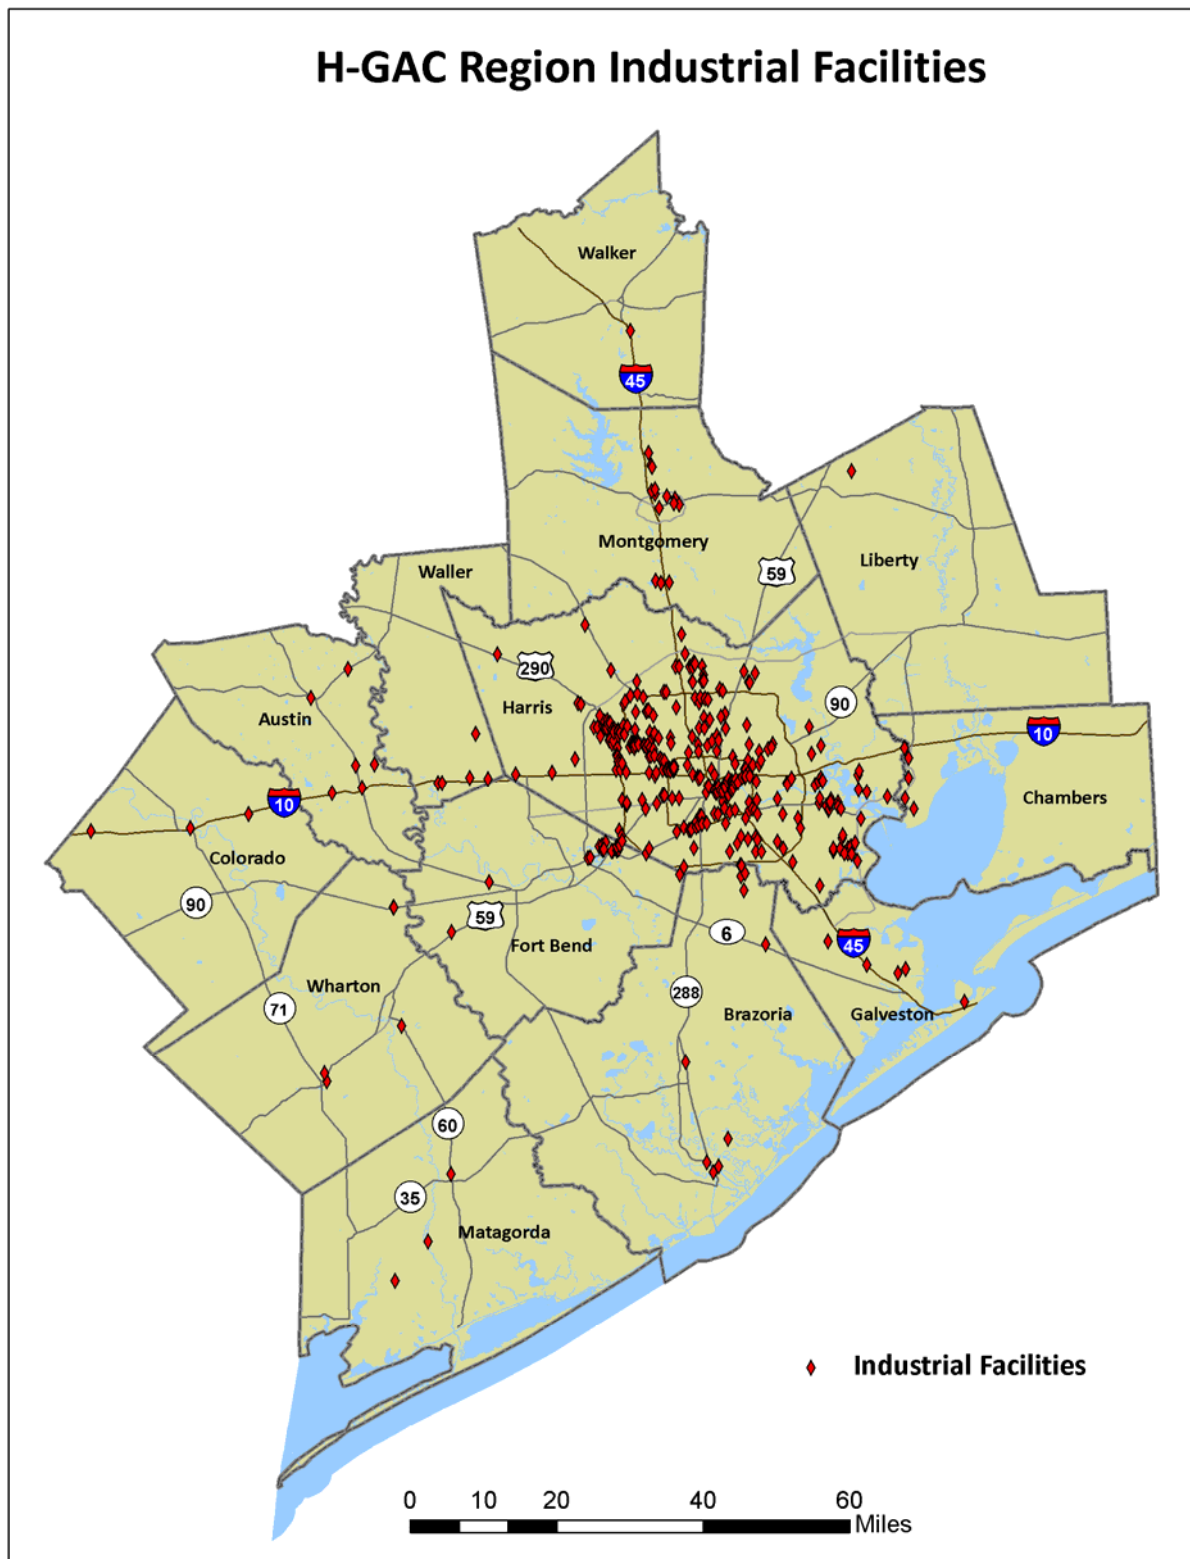 H-GAC Region Industrial Facilities
Walker
45
Montgomery
59
Liberty
Waller
290
Harris
90
Austin
10
10
Chambers
Colorado
90
59
Fort Bend
6
45
Wharton
71
288
Brazoria
Galveston
60
35
Matagorda
Industrial Facilities
0 10 20 40 60
Miles